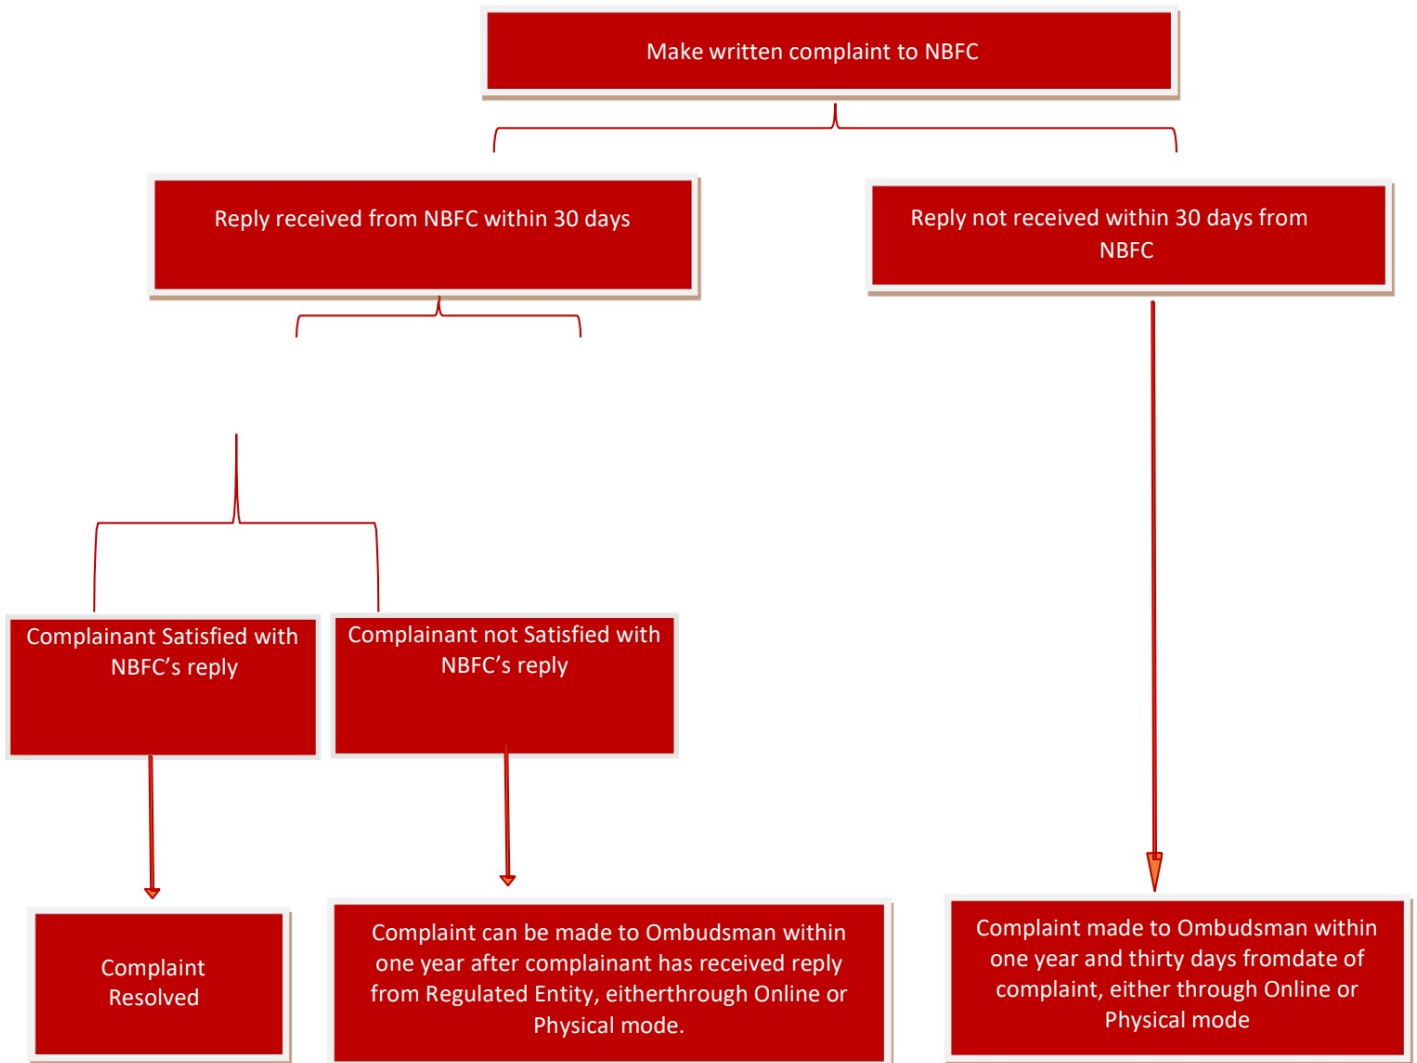 Make written complaint to NBFC
Reply received from NBFC within 30 days
Reply not received within 30 days from
NBFC
Complainant Satisfied with
NBFC’s reply
Complainant not Satisfied with
NBFC’s reply
Complaint
Resolved
Complaint can be made to Ombudsman within
one year after complainant has received reply
from Regulated Entity, eitherthrough Online or
Physical mode.
Complaint made to Ombudsman within
one year and thirty days fromdate of
complaint, either through Online or
Physical mode